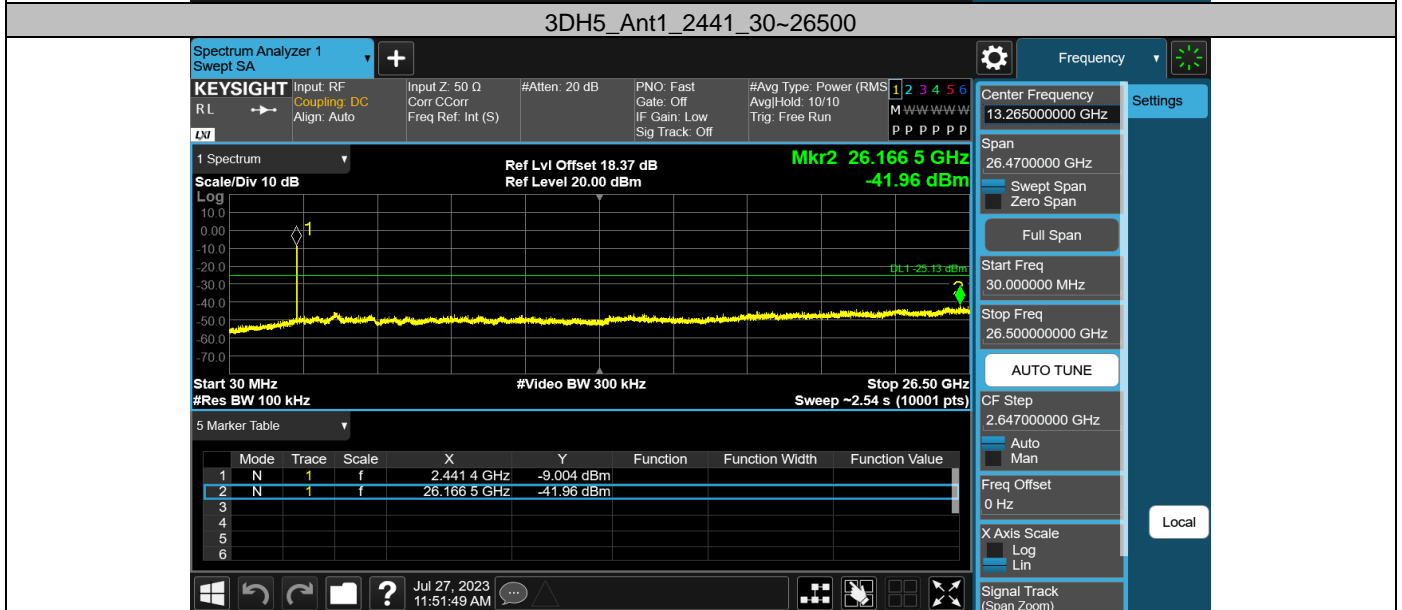 3DH5_Ant1_2441_30~26500
Spectrum Analyzer 1
Swept SA
Frequency
KEYSIGHT
RL
LXI
Input: RF
Coupling: DC
Align: Auto
Input Z: 50 Ω
Corr CCorr
Freq Ref: Int (S)
#Atten: 20 dB
PNO: Fast
Gate: Off
IF Gain: Low
Sig Track: Off
#Avg Type: Power (RMS
Avg|Hold: 10/10
Trig: Free Run
1 2 3 4 5 6
M W W W W W
P P P P P P
1 Spectrum
Scale/Div 10 dB
Ref Lvl Offset 18.37 dB
Ref Level 20.00 dBm
Mkr2 26.166 5 GHz
-41.96 dBm
Log
10.0
0.00
-10.0
-20.0
-30.0
-40.0
-50.0
-60.0
-70.0
1
DL1 -25.13 dBm
2
Start 30 MHz
#Res BW 100 kHz
#Video BW 300 kHz
Stop 26.50 GHz
Sweep ~2.54 s (10001 pts)
5 Marker Table
Mode Trace Scale X Y Function Function Width Function Value
1 N 1 f 2.441 4 GHz -9.004 dBm
2 N 1 f 26.166 5 GHz -41.96 dBm
3
4
5
6
Jul 27, 2023
11:51:49 AM
Center Frequency
13.265000000 GHz
Settings
Span
26.4700000 GHz
Swept Span
Zero Span
Full Span
Start Freq
30.000000 MHz
Stop Freq
26.500000000 GHz
AUTO TUNE
CF Step
2.647000000 GHz
Auto
Man
Freq Offset
0 Hz
Local
X Axis Scale
Log
Lin
Signal Track
(Span Zoom)